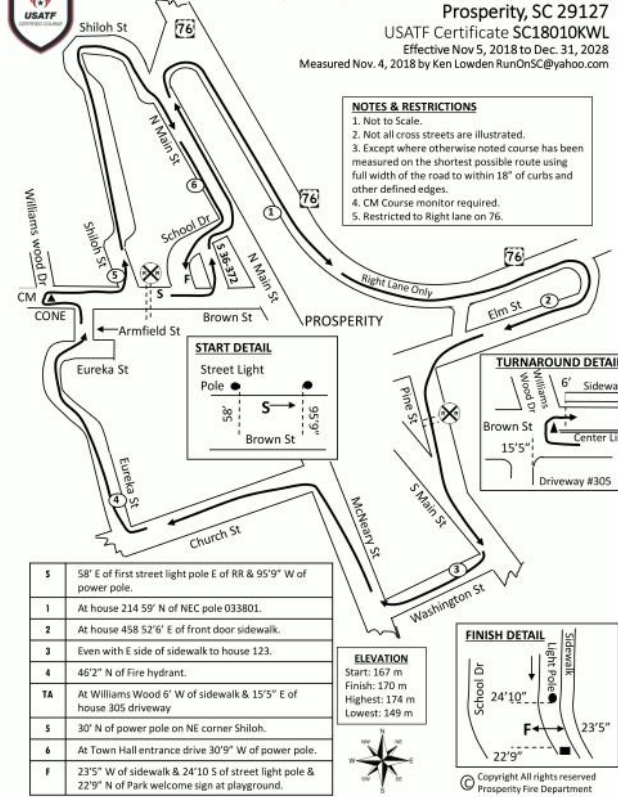 USATF
CERTIFIED COURSE
Prosperity, SC 29127
USATF Certificate SC18010KWL
Effective Nov 5, 2018 to Dec. 31, 2028
Measured Nov. 4, 2018 by Ken Lowden RunOnSC@yahoo.com
Shiloh St
76
NOTES & RESTRICTIONS
1. Not to Scale.
2. Not all cross streets are illustrated.
3. Except where otherwise noted course has been
measured on the shortest possible route using
full width of the road to within 18" of curbs and
other defined edges.
4. CM Course monitor required.
5. Restricted to Right lane on 76.
N Main St
6
1
76
School Dr
Williams wood Dr
Shiloh St
5
R R
F
S 36-372
N Main St
76
Right Lane Only
2
Elm St
CM
CONE
S
Brown St
PROSPERITY
Armfield St
Eureka St
START DETAIL
Street Light
Pole
58'
S
95'9"
Brown St
Pine St
R R
TURNAROUND DETAIL
Williams
Wood Dr
6'
Sidewa
Brown St
Center Li
15'5"
Driveway #305
Eureka St
4
Church St
McNeary St
S Main St
3
Washington St
S 58' E of first street light pole E of RR & 95'9" W of
power pole.
1 At house 214 59' N of NEC pole 033801.
2 At house 458 52'6' E of front door sidewalk.
3 Even with E side of sidewalk to house 123.
4 46'2" N of Fire hydrant.
TA At Williams Wood 6' W of sidewalk & 15'5" E of
house 305 driveway
5 30' N of power pole on NE corner Shiloh.
6 At Town Hall entrance drive 30'9" W of power pole.
F 23'5" W of sidewalk & 24'10 S of street light pole &
22'9" N of Park welcome sign at playground.
ELEVATION
Start: 167 m
Finish: 170 m
Highest: 174 m
Lowest: 149 m
N
NW NE
W E
SW SE
S
FINISH DETAIL
School Dr
Light Pole
Sidewalk
24'10"
F
23'5"
22'9"
© Copyright All rights reserved
Prosperity Fire Department